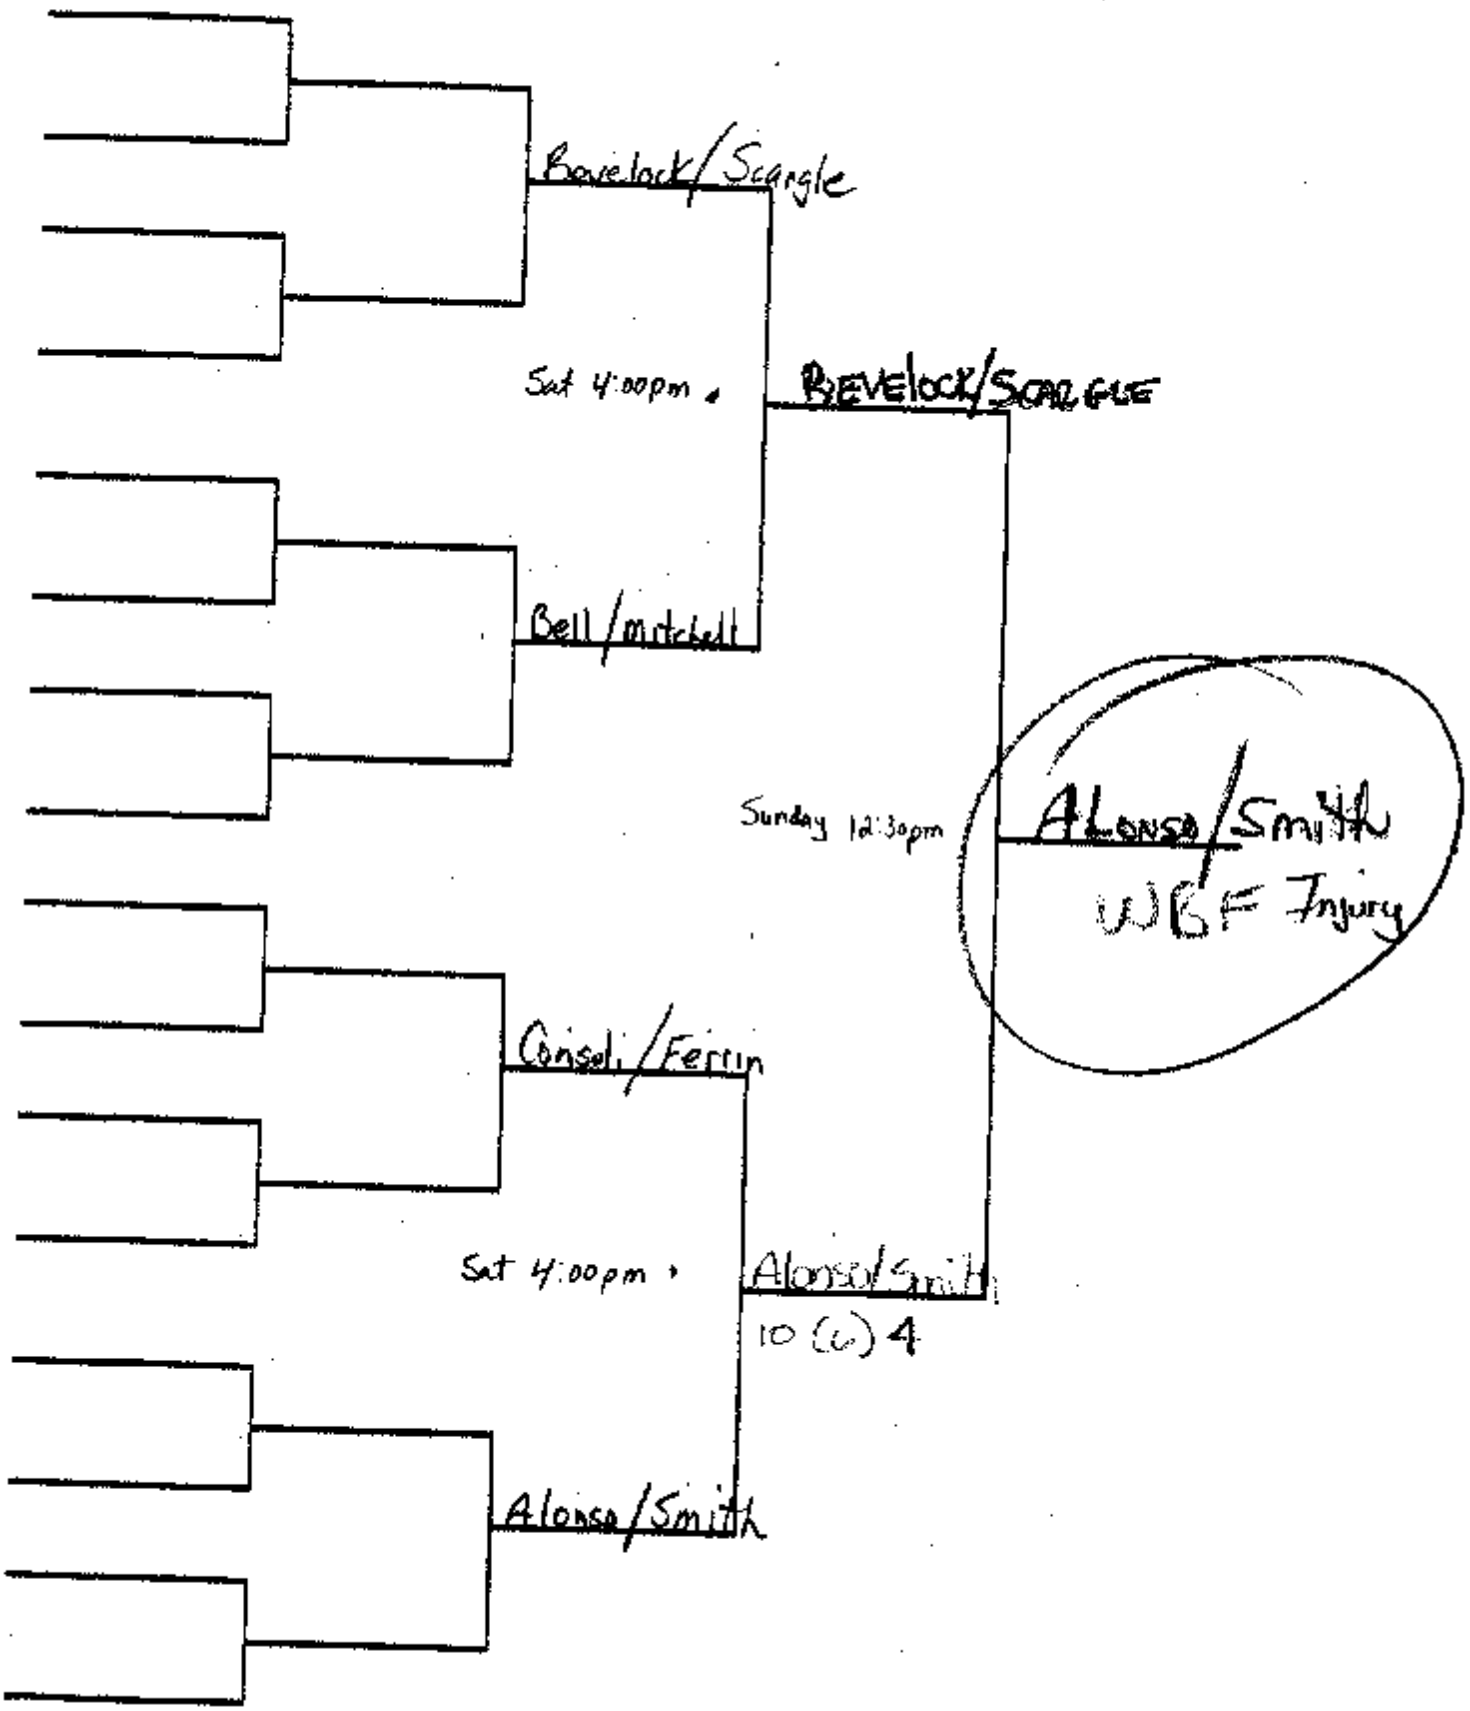 Bevelock/Scargle
Sat 4:00pm
BEVElOCK/SCARGLE
Bell/Mitchell
Sunday 12:30pm
ALONSO/Smith
WBF Injury
Consoli/Ferrin
Sat 4:00pm
Alonso/Smith
10 (6) 4
Alonso/Smith